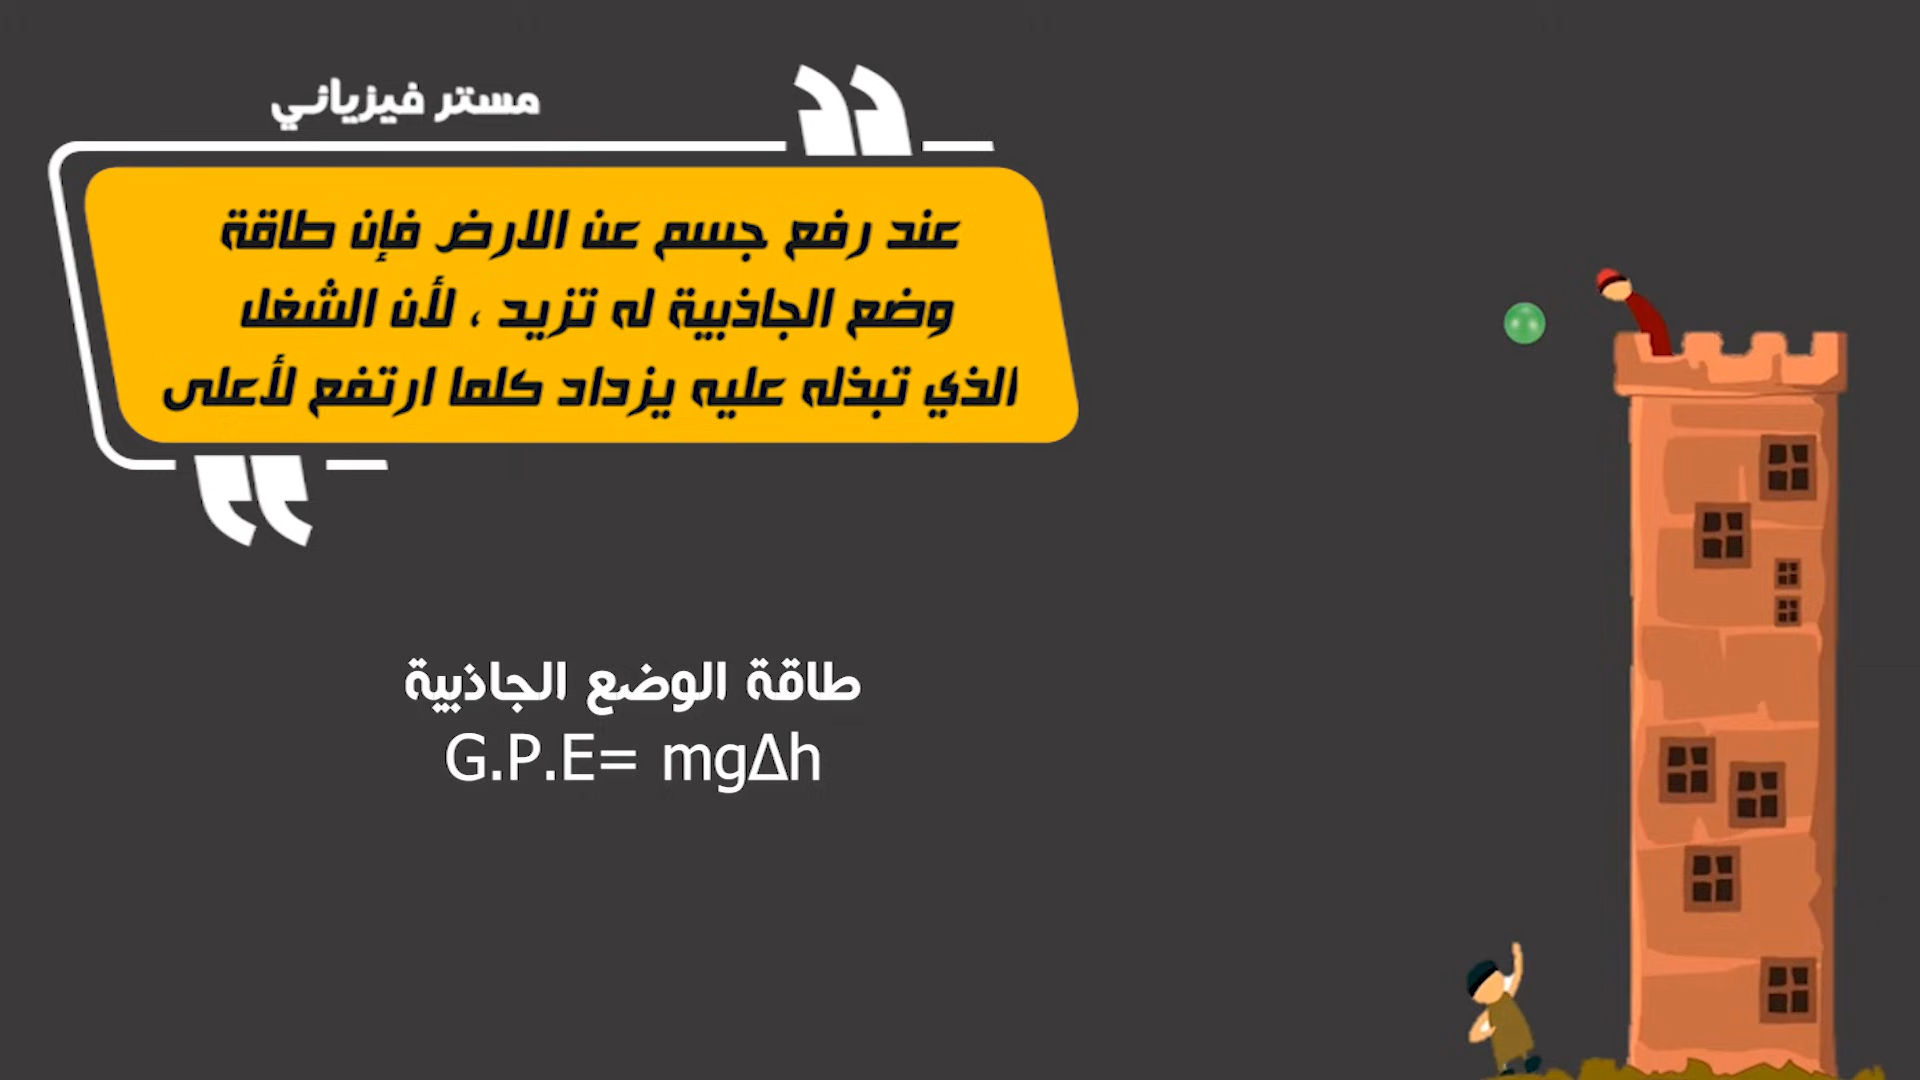 مستر فيزيائي
عند رفع جسم عن الارض فإن طاقة
وضع الجاذبية له تزيد ، لأن الشغل
الذي تبذله عليه يزداد كلما ارتفع لأعلى
طاقة الوضع الجاذبية
G.P.E= mg∆h